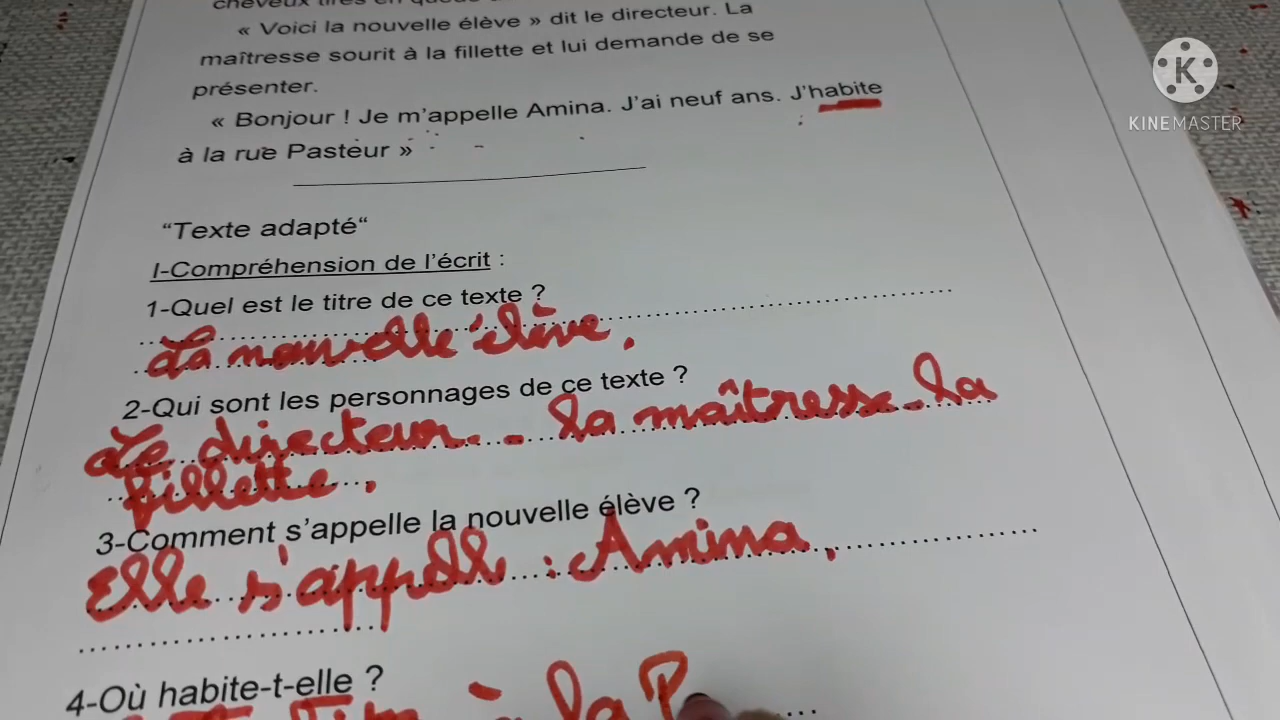 « Voici la nouvelle élève » dit le directeur. La
maîtresse sourit à la fillette et lui demande de se
présenter.
« Bonjour ! Je m'appelle Amina. J'ai neuf ans. J'habite
à la rue Pasteur »
“Texte adapté“
I-Compréhension de l'écrit :
1-Quel est le titre de ce texte ?
La nouvelle élève.
2-Qui sont les personnages de ce texte ?
Le directeur. - la maîtresse - la
fillette.
3-Comment s'appelle la nouvelle élève ?
Elle s'appelle : Amina.
4-Où habite-t-elle ?
à la P
KINEMASTER